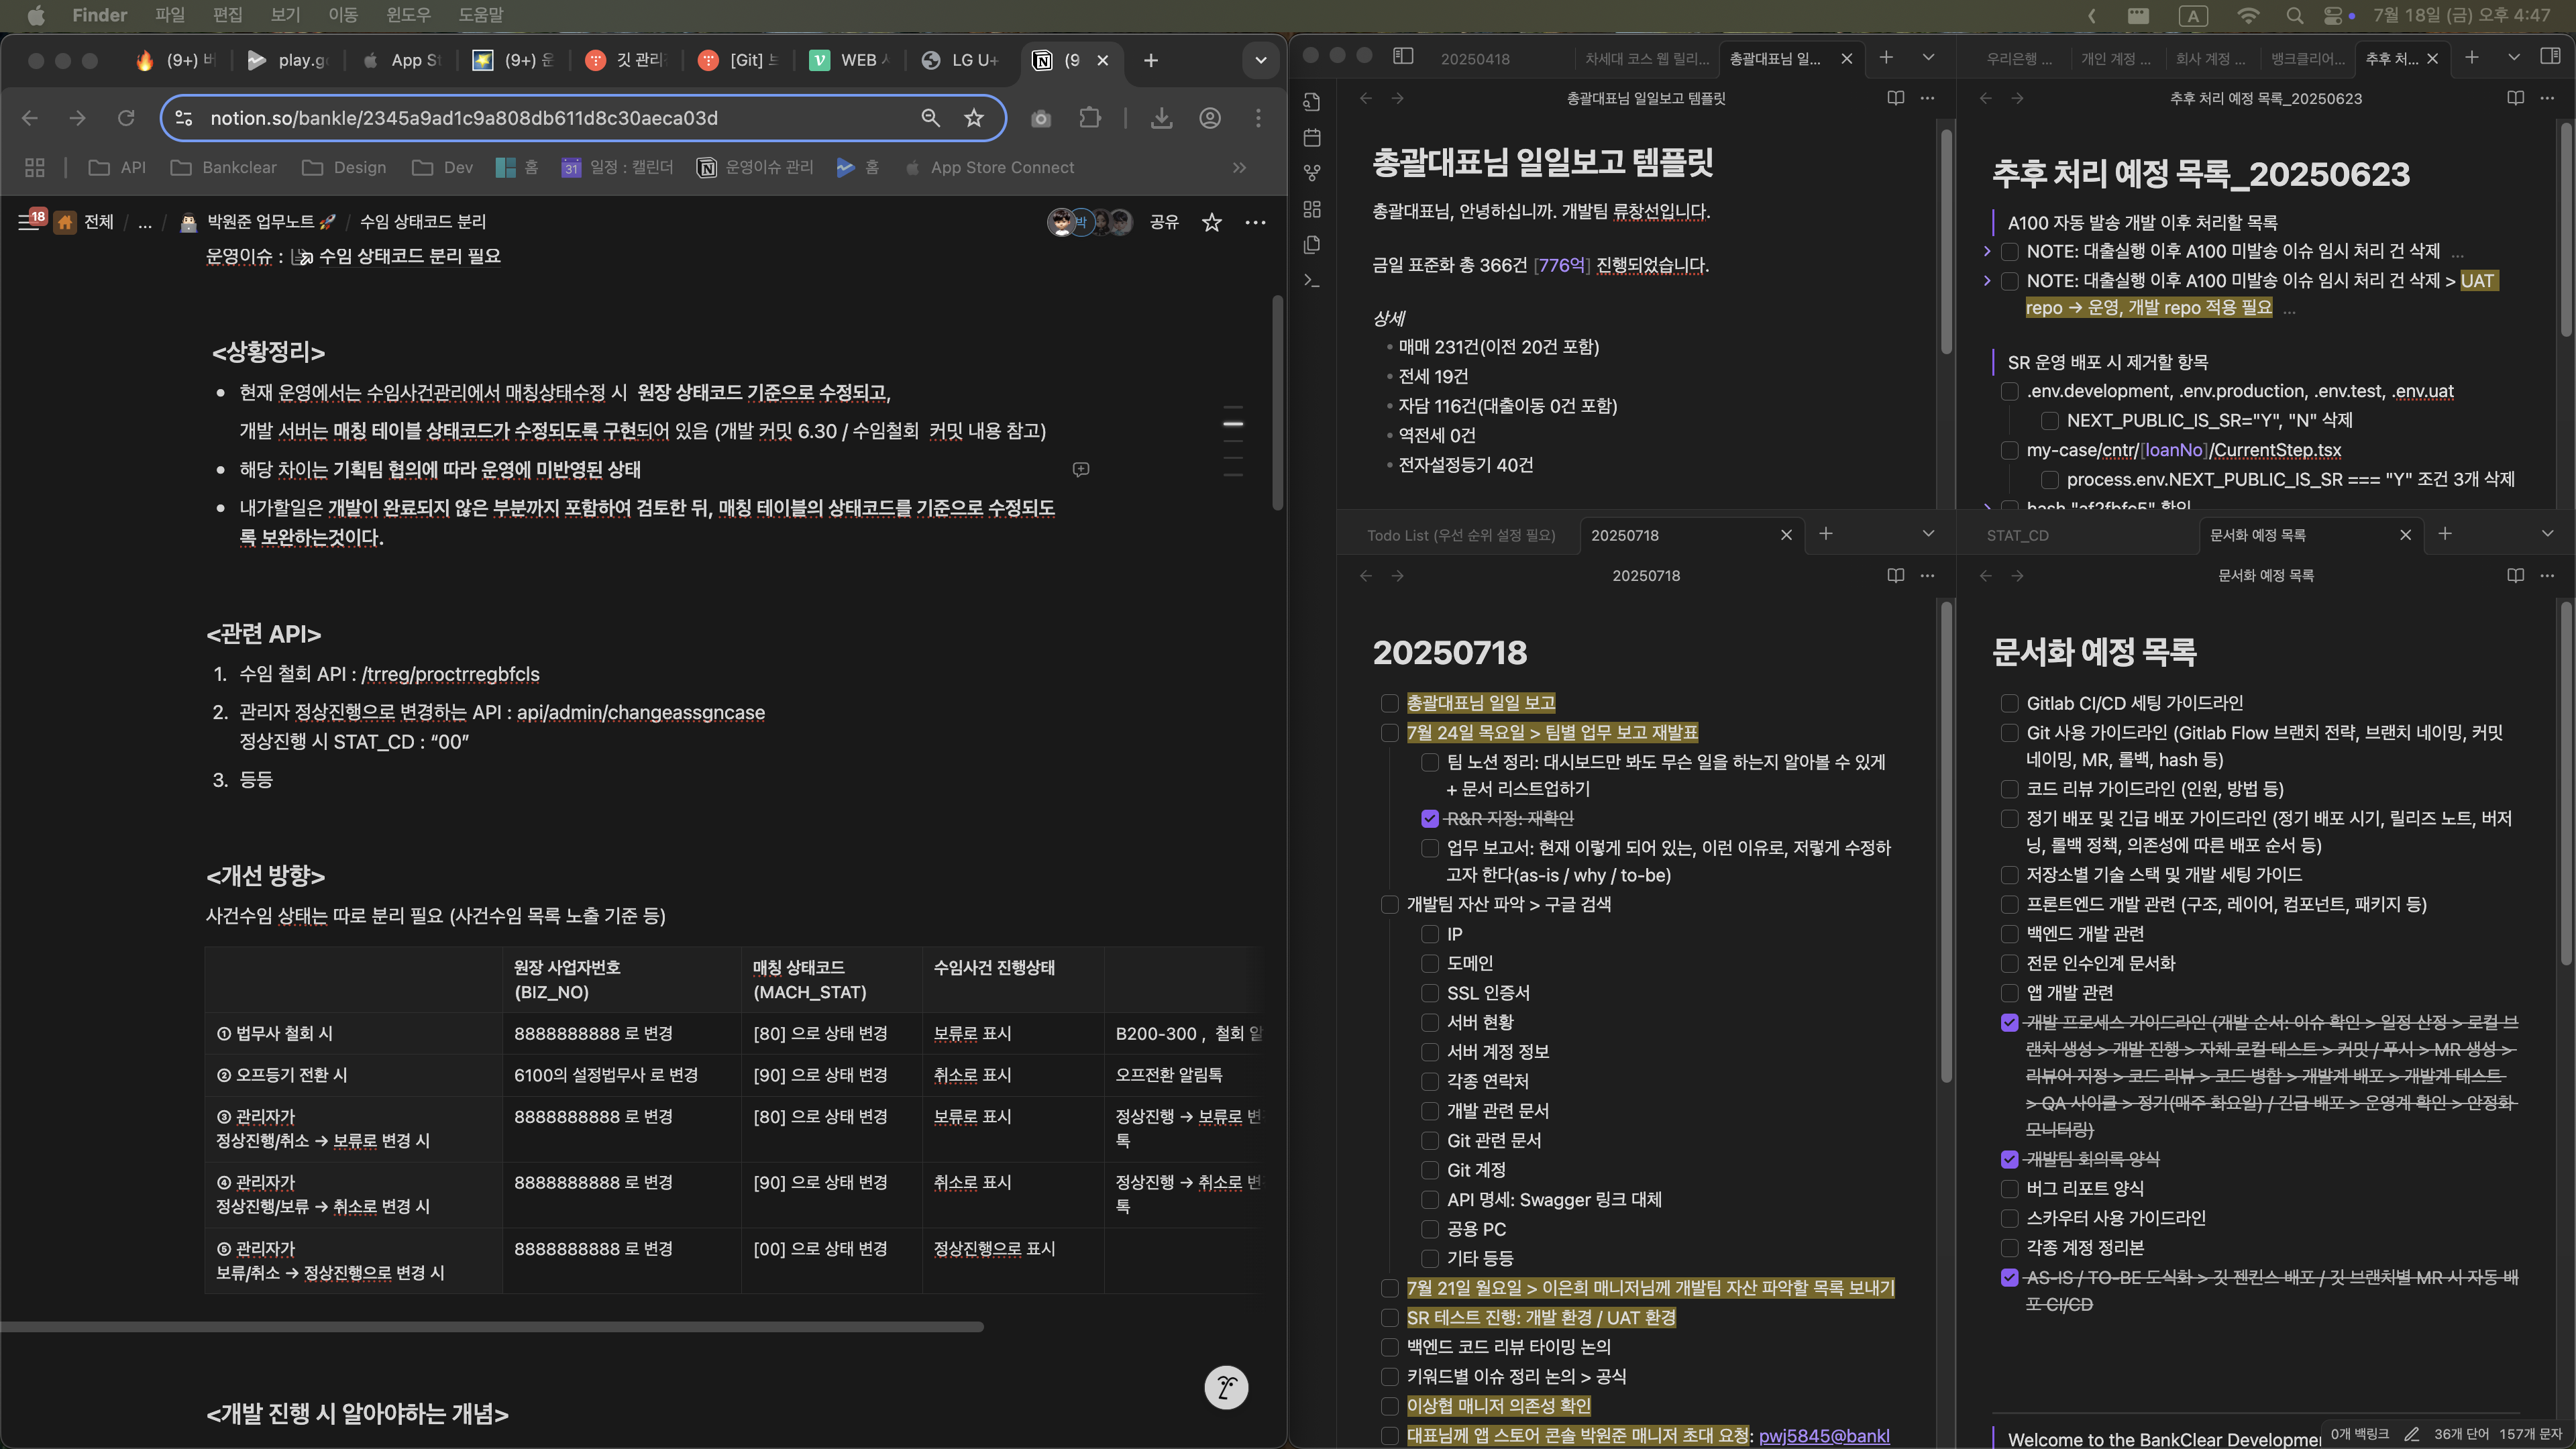 Finder 파일 편집 보기 이동 윈도우 도움말
A 7월 18일 (금) 오후 4:47
(9+) play.g App St (9+) 운 깃 관리 [Git] WEB LG U+ (9
notion.so/bankle/2345a9ad1c9a808db611d8c30aeca03d
API Bankclear Design Dev 홈 31 일정 : 캘린더 운영이슈 관리 홈 App Store Connect
18 전체 / ... / 박원준 업무노트 🚀 / 수임 상태코드 분리
박 공유
운영이슈 : 수임 상태코드 분리 필요
<상황정리>
• 현재 운영에서는 수임사건관리에서 매칭상태수정 시 원장 상태코드 기준으로 수정되고,
개발 서버는 매칭 테이블 상태코드가 수정되도록 구현되어 있음 (개발 커밋 6.30 / 수임철회 커밋 내용 참고)
• 해당 차이는 기획팀 협의에 따라 운영에 미반영된 상태
• 내가할일은 개발이 완료되지 않은 부분까지 포함하여 검토한 뒤, 매칭 테이블의 상태코드를 기준으로 수정되도
록 보완하는것이다.
<관련 API>
1. 수임 철회 API : /trreg/proctrregbfcls
2. 관리자 정상진행으로 변경하는 API : api/admin/changeassgncase
정상진행 시 STAT_CD : “00”
3. 등등
<개선 방향>
사건수임 상태는 따로 분리 필요 (사건수임 목록 노출 기준 등)
원장 사업자번호 매칭 상태코드 수임사건 진행상태
(BIZ_NO) (MACH_STAT)
① 법무사 철회 시 8888888888 로 변경 [80] 으로 상태 변경 보류로 표시 B200-300 , 철회 알
② 오프등기 전환 시 6100의 설정법무사 로 변경 [90] 으로 상태 변경 취소로 표시 오프전환 알림톡
③ 관리자가 8888888888 로 변경 [80] 으로 상태 변경 보류로 표시 정상진행 → 보류로 변
정상진행/취소 → 보류로 변경 시 톡
④ 관리자가 8888888888 로 변경 [90] 으로 상태 변경 취소로 표시 정상진행 → 취소로 변
정상진행/보류 → 취소로 변경 시 톡
⑤ 관리자가 8888888888 로 변경 [00] 으로 상태 변경 정상진행으로 표시
보류/취소 → 정상진행으로 변경 시
<개발 진행 시 알아야하는 개념>
20250418 차세대 코스 웹 릴리... 총괄대표님 일...
총괄대표님 일일보고 템플릿
총괄대표님 일일보고 템플릿
총괄대표님, 안녕하십니까. 개발팀 류창선입니다.
금일 표준화 총 366건 [776억] 진행되었습니다.
상세
• 매매 231건(이전 20건 포함)
• 전세 19건
• 자담 116건(대출이동 0건 포함)
• 역전세 0건
• 전자설정등기 40건
우리은행 ... 개인 계정 ... 회사 계정 ... 뱅크클리어... 추후 처...
추후 처리 예정 목록_20250623
추후 처리 예정 목록_20250623
A100 자동 발송 개발 이후 처리할 목록
NOTE: 대출실행 이후 A100 미발송 이슈 임시 처리 건 삭제 ...
NOTE: 대출실행 이후 A100 미발송 이슈 임시 처리 건 삭제 > UAT
repo → 운영, 개발 repo 적용 필요 ...
SR 운영 배포 시 제거할 항목
.env.development, .env.production, .env.test, .env.uat
NEXT_PUBLIC_IS_SR="Y", "N" 삭제
my-case/cntr/[loanNo]/CurrentStep.tsx
process.env.NEXT_PUBLIC_IS_SR === "Y" 조건 3개 삭제
hash "af2fbfc5" 확인
Todo List (우선 순위 설정 필요) 20250718
20250718
20250718
총괄대표님 일일 보고
7월 24일 목요일 > 팀별 업무 보고 재발표
팀 노션 정리: 대시보드만 봐도 무슨 일을 하는지 알아볼 수 있게
+ 문서 리스트업하기
R&R 지정: 재확인
업무 보고서: 현재 이렇게 되어 있는, 이런 이유로, 저렇게 수정하
고자 한다(as-is / why / to-be)
개발팀 자산 파악 > 구글 검색
IP
도메인
SSL 인증서
서버 현황
서버 계정 정보
각종 연락처
개발 관련 문서
Git 관련 문서
Git 계정
API 명세: Swagger 링크 대체
공용 PC
기타 등등
7월 21일 월요일 > 이은희 매니저님께 개발팀 자산 파악할 목록 보내기
SR 테스트 진행: 개발 환경 / UAT 환경
백엔드 코드 리뷰 타이밍 논의
키워드별 이슈 정리 논의 > 공식
이상협 매니저 의존성 확인
대표님께 앱 스토어 콘솔 박원준 매니저 초대 요청: pwj5845@bankl
STAT_CD 문서화 예정 목록
문서화 예정 목록
문서화 예정 목록
Gitlab CI/CD 세팅 가이드라인
Git 사용 가이드라인 (Gitlab Flow 브랜치 전략, 브랜치 네이밍, 커밋
네이밍, MR, 롤백, hash 등)
코드 리뷰 가이드라인 (인원, 방법 등)
정기 배포 및 긴급 배포 가이드라인 (정기 배포 시기, 릴리즈 노트, 버저
닝, 롤백 정책, 의존성에 따른 배포 순서 등)
저장소별 기술 스택 및 개발 세팅 가이드
프론트엔드 개발 관련 (구조, 레이어, 컴포넌트, 패키지 등)
백엔드 개발 관련
전문 인수인계 문서화
앱 개발 관련
개발 프로세스 가이드라인 (개발 순서: 이슈 확인 > 일정 산정 > 로컬 브
랜치 생성 > 개발 진행 > 자체 로컬 테스트 > 커밋 / 푸시 > MR 생성 >
리뷰어 지정 > 코드 리뷰 > 코드 병합 > 개발계 배포 > 개발계 테스트
> QA 사이클 > 정기(매주 화요일) / 긴급 배포 > 운영계 확인 > 안정화
모니터링)
개발팀 회의록 양식
버그 리포트 양식
스카우터 사용 가이드라인
각종 계정 정리본
AS-IS / TO-BE 도식화 > 깃 젠킨스 배포 / 깃 브랜치별 MR 시 자동 배
포 CI/CD
Welcome to the BankClear Developmen
0개 백링크 36개 단어 157개 문자